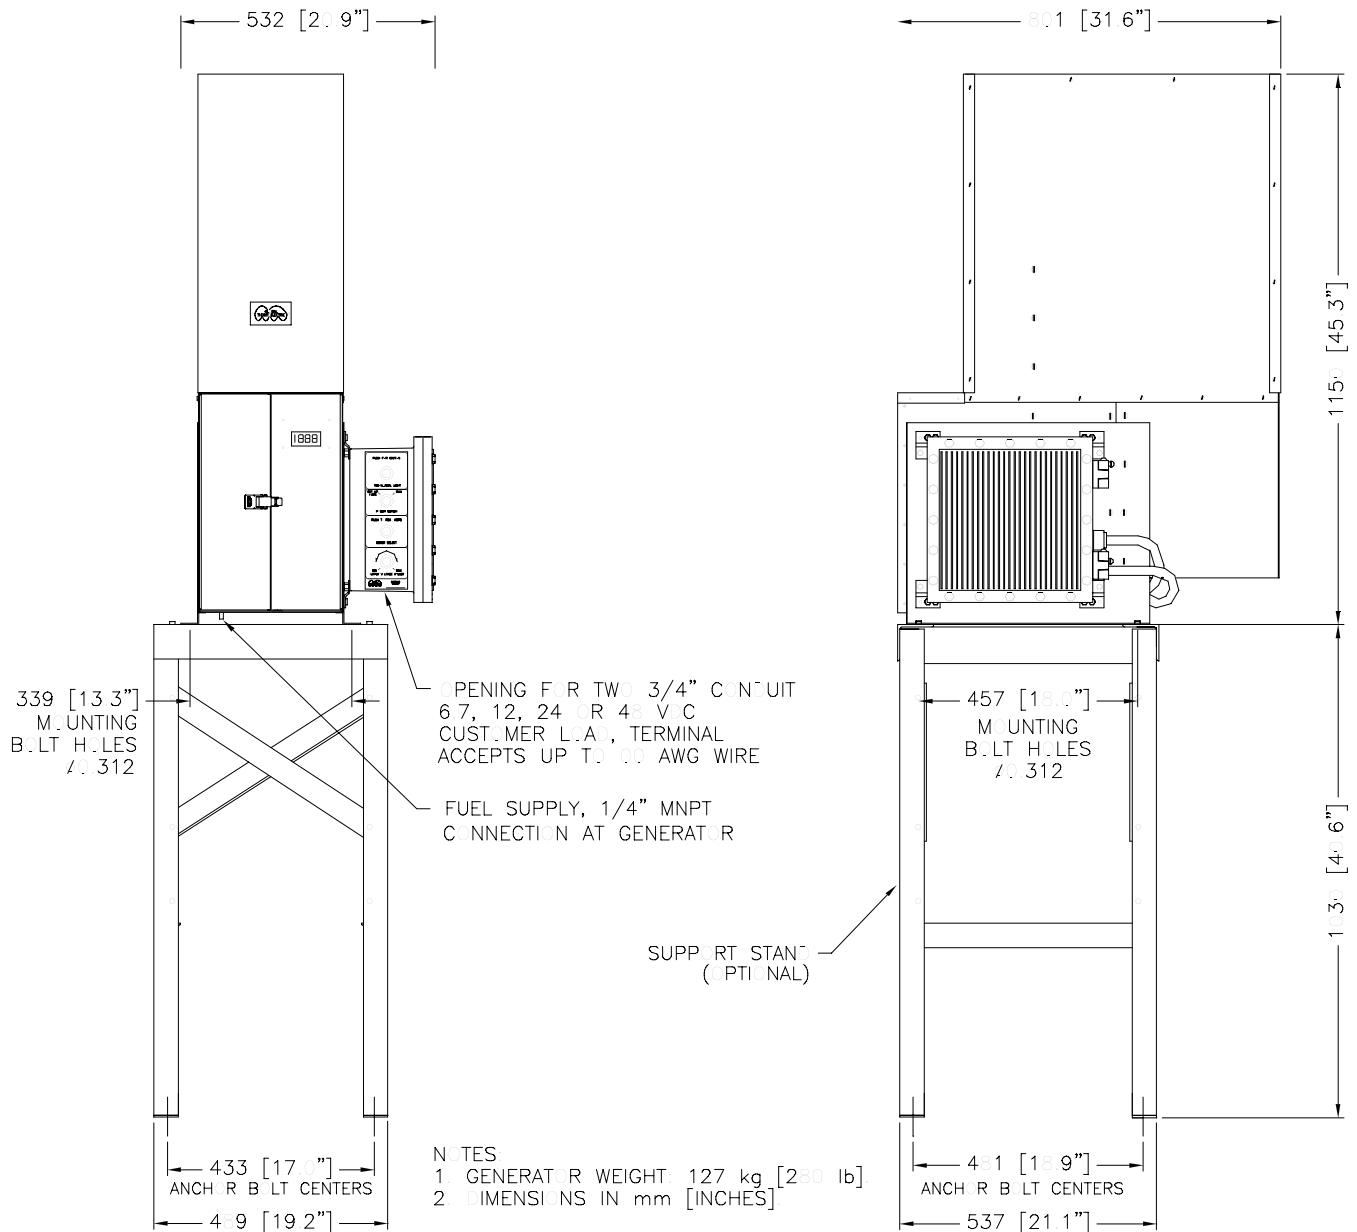 532 [20.9"]
801 [31.6"]
1150 [45.3"]
1888
339 [13.3"]
MOUNTING
BOLT HOLES
OPENING FOR TWO 3/4" CONDUIT
6.7, 12, 24 OR 48 VDC
CUSTOMER LOAD, TERMINAL
ACCEPTS UP TO 00 AWG WIRE
FUEL SUPPLY, 1/4" MNPT
CONNECTION AT GENERATOR
457 [18.0"]
MOUNTING
BOLT HOLES
1030 [40.6"]
SUPPORT STAND
(OPTIONAL)
433 [17.0"]
ANCHOR BOLT CENTERS
489 [19.2"]
NOTES:
1. GENERATOR WEIGHT: 127 kg [280 lb].
2. DIMENSIONS IN mm [INCHES].
481 [18.9"]
ANCHOR BOLT CENTERS
537 [21.1"]